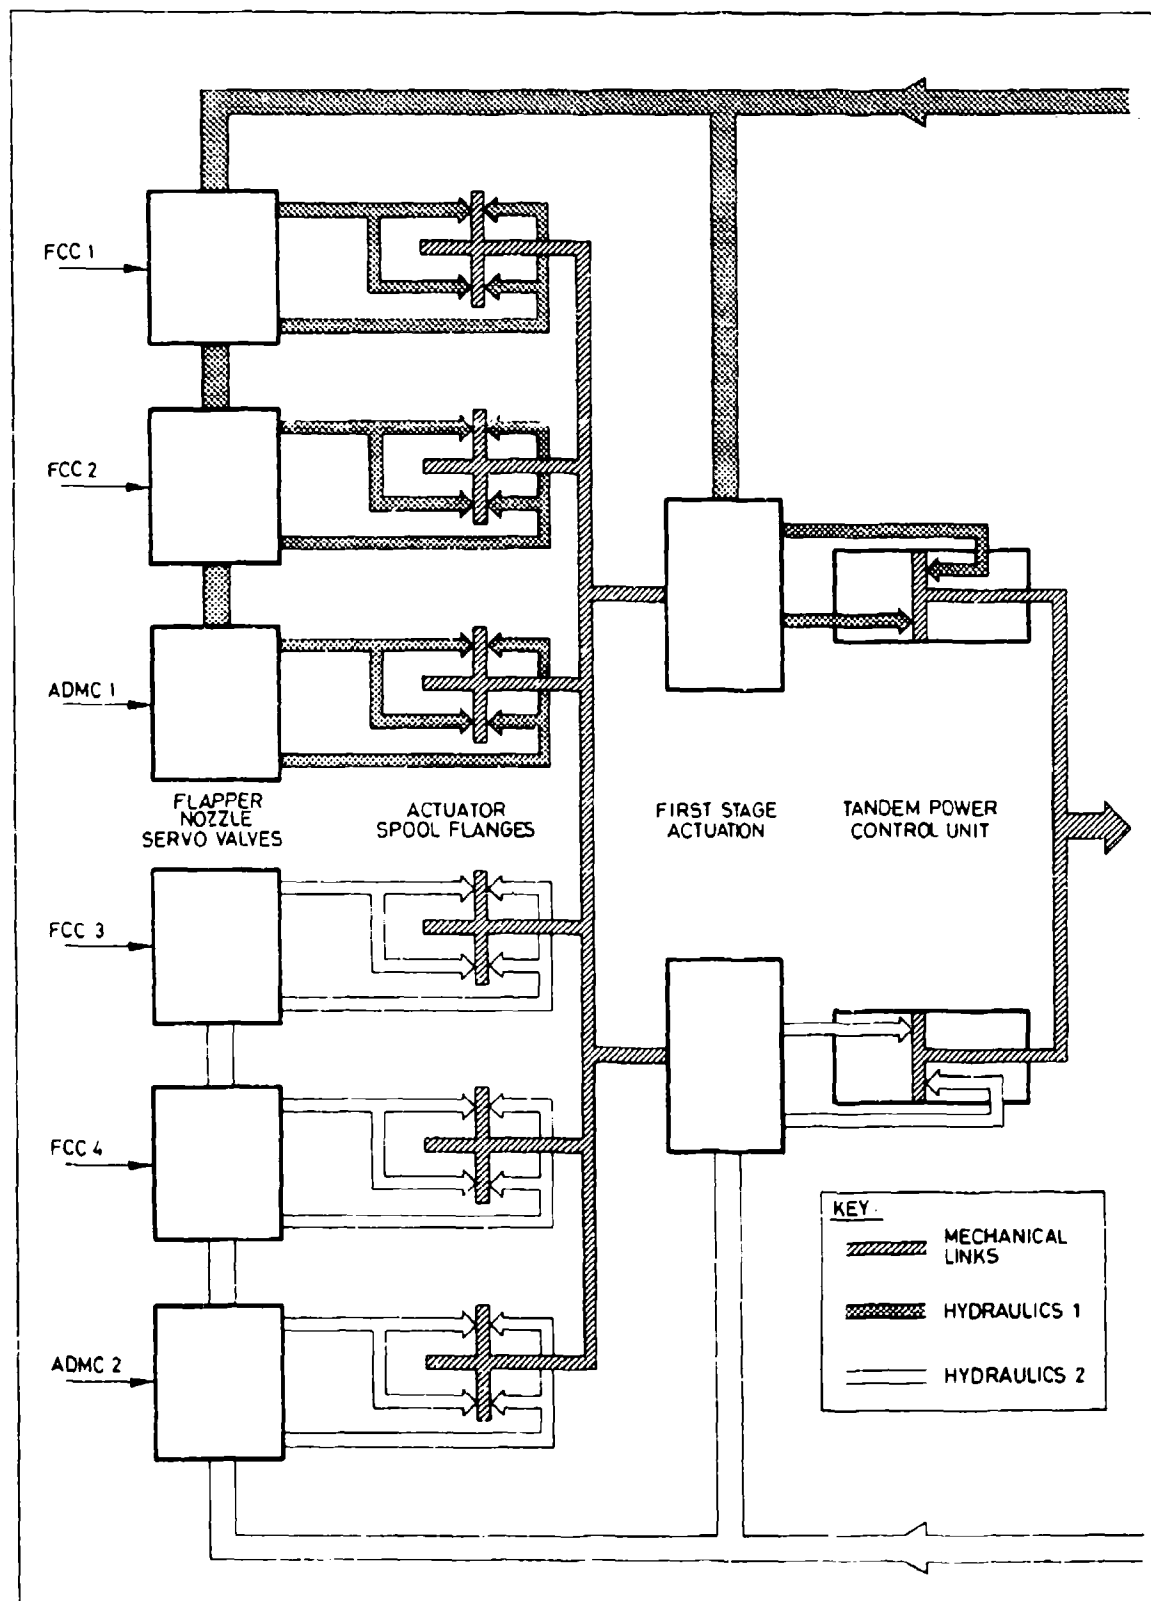 FCC 1
FCC 2
ADMC 1
FLAPPER
NOZZLE
SERVO VALVES
ACTUATOR
SPOOL FLANGES
FIRST STAGE
ACTUATION
TANDEM POWER
CONTROL UNIT
FCC 3
FCC 4
ADMC 2
KEY
MECHANICAL
LINKS
HYDRAULICS 1
HYDRAULICS 2